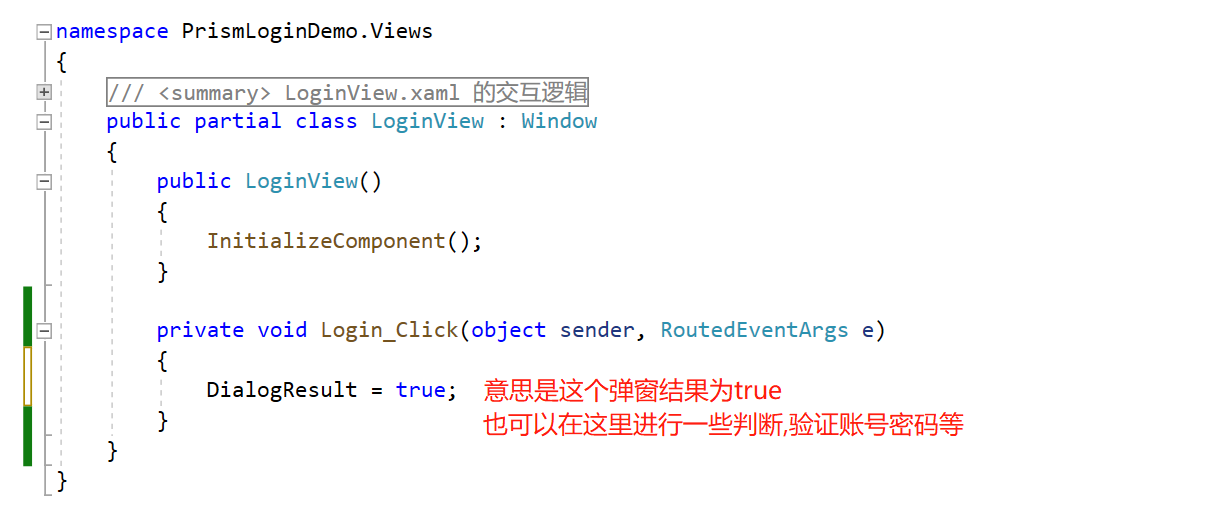 namespace PrismLoginDemo.Views
{
/// <summary> LoginView.xaml 的交互逻辑
public partial class LoginView : Window
{
public LoginView()
{
InitializeComponent();
}
private void Login_Click(object sender, RoutedEventArgs e)
{
DialogResult = true; 意思是这个弹窗结果为true
} 也可以在这里进行一些判断,验证账号密码等
}
}